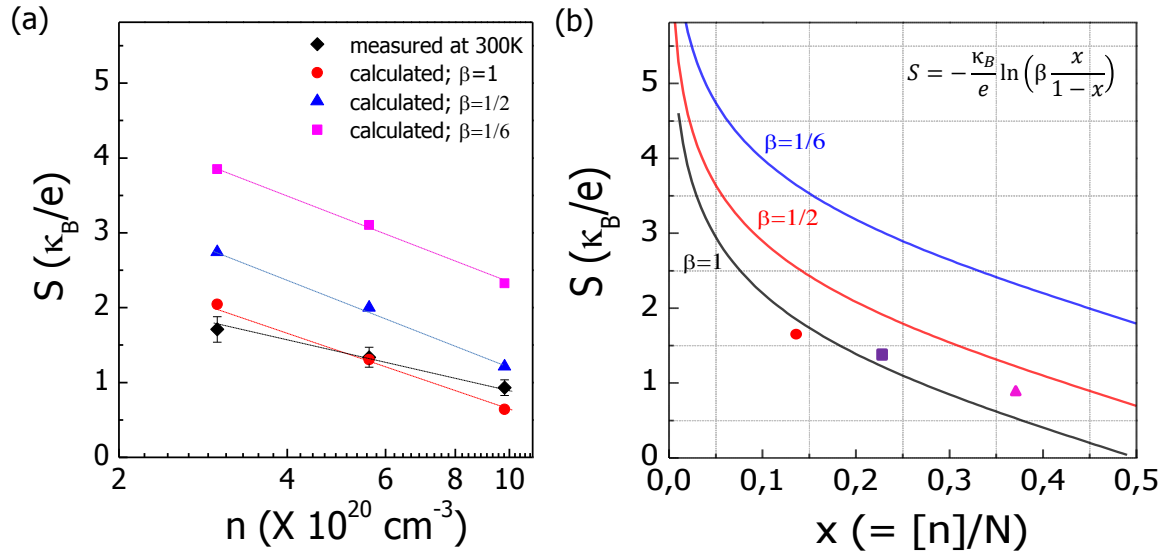 (a)
S (κB/e)
5
4
3
2
1
0
2
4
6
8
10
n (X 10^20 cm^-3)
measured at 300K
calculated; β=1
calculated; β=1/2
calculated; β=1/6
(b)
S (κB/e)
5
4
3
2
1
0
0,0
0,1
0,2
0,3
0,4
0,5
x (= [n]/N)
S = −κB/e ln (β x/(1 − x))
β=1/6
β=1/2
β=1